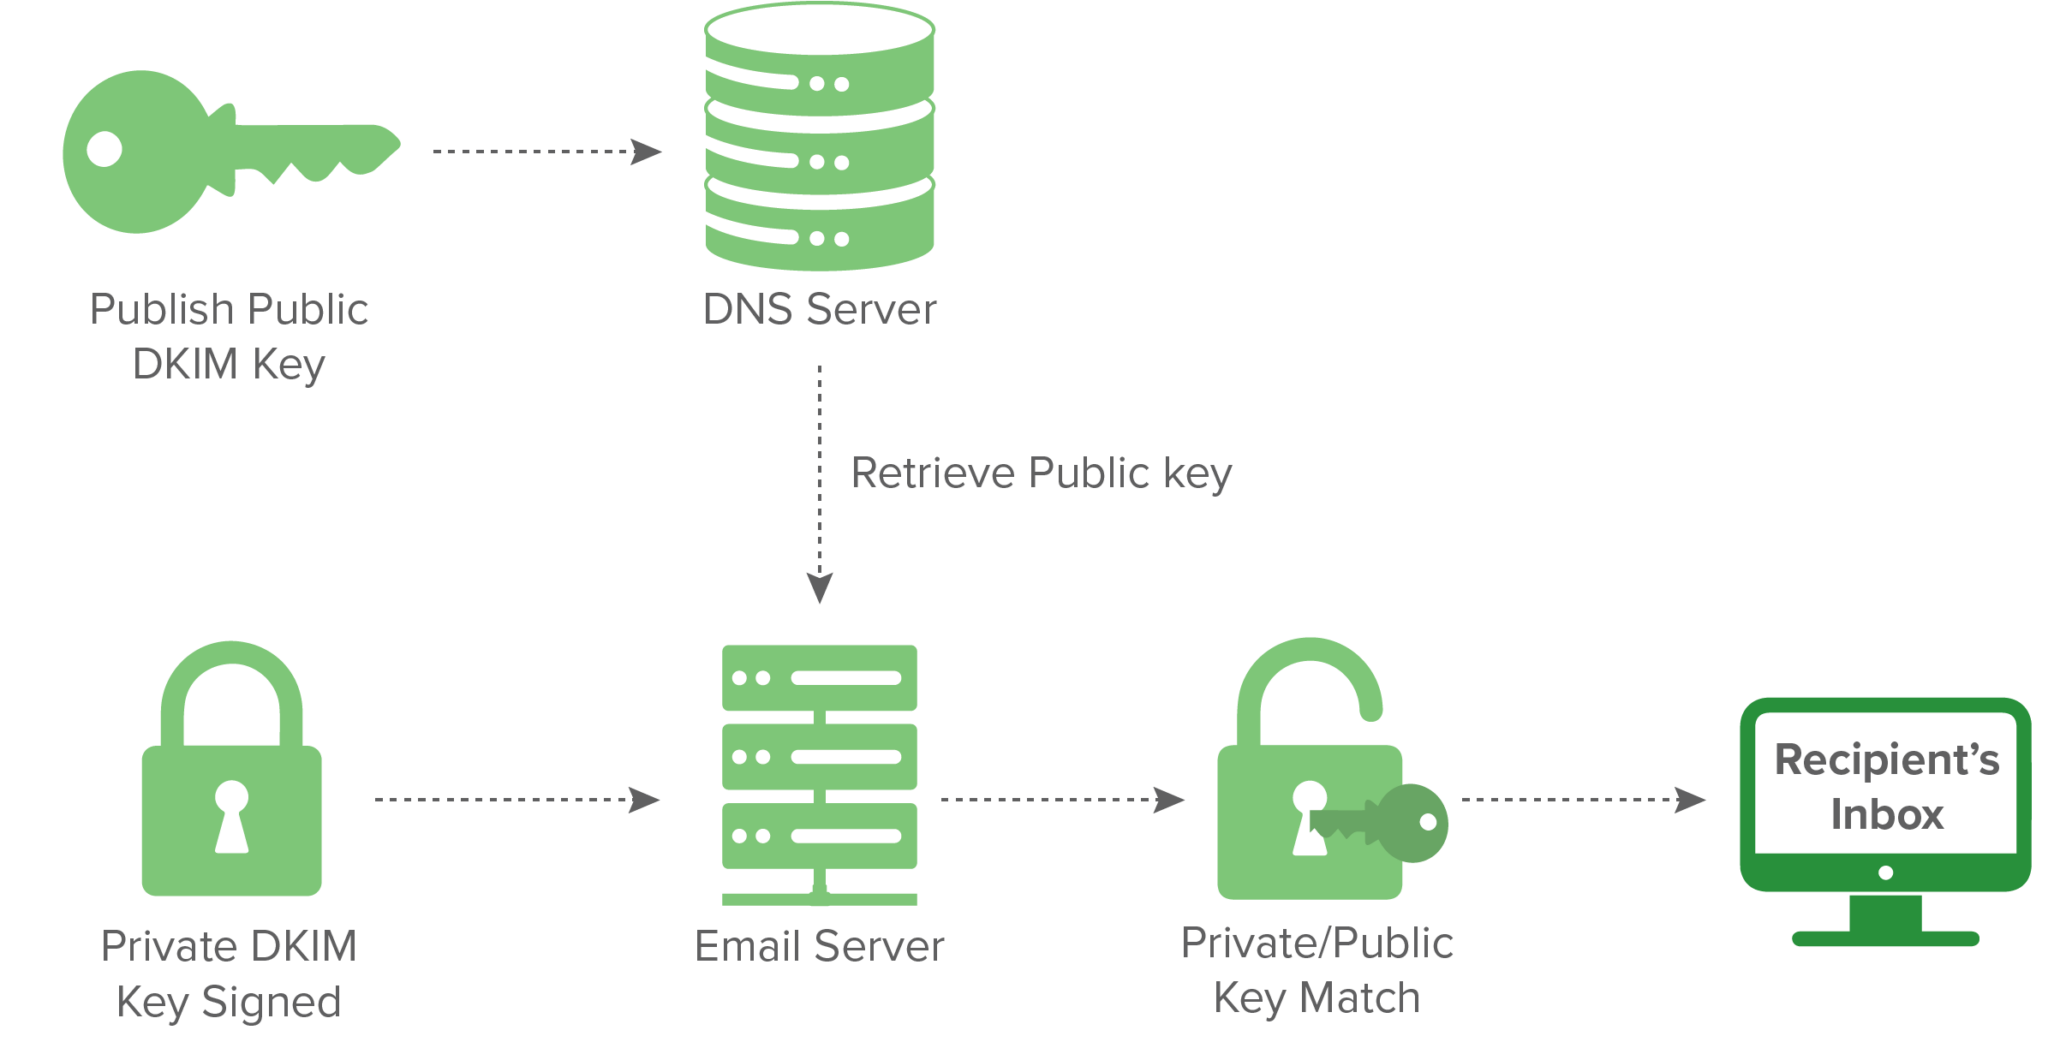 Publish Public
DKIM Key
DNS Server
Retrieve Public key
Private DKIM
Key Signed
Email Server
Private/Public
Key Match
Recipient’s
Inbox